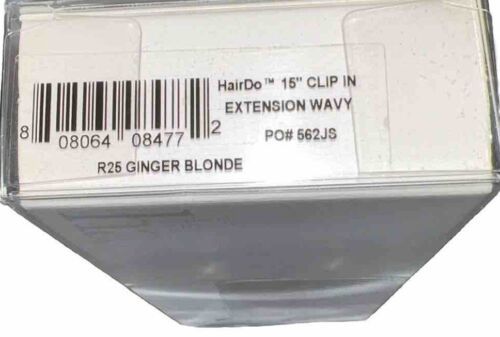 HairDo™ 15" CLIP IN
EXTENSION WAVY
PO# 562JS
8 08064 08477 2
R25 GINGER BLONDE